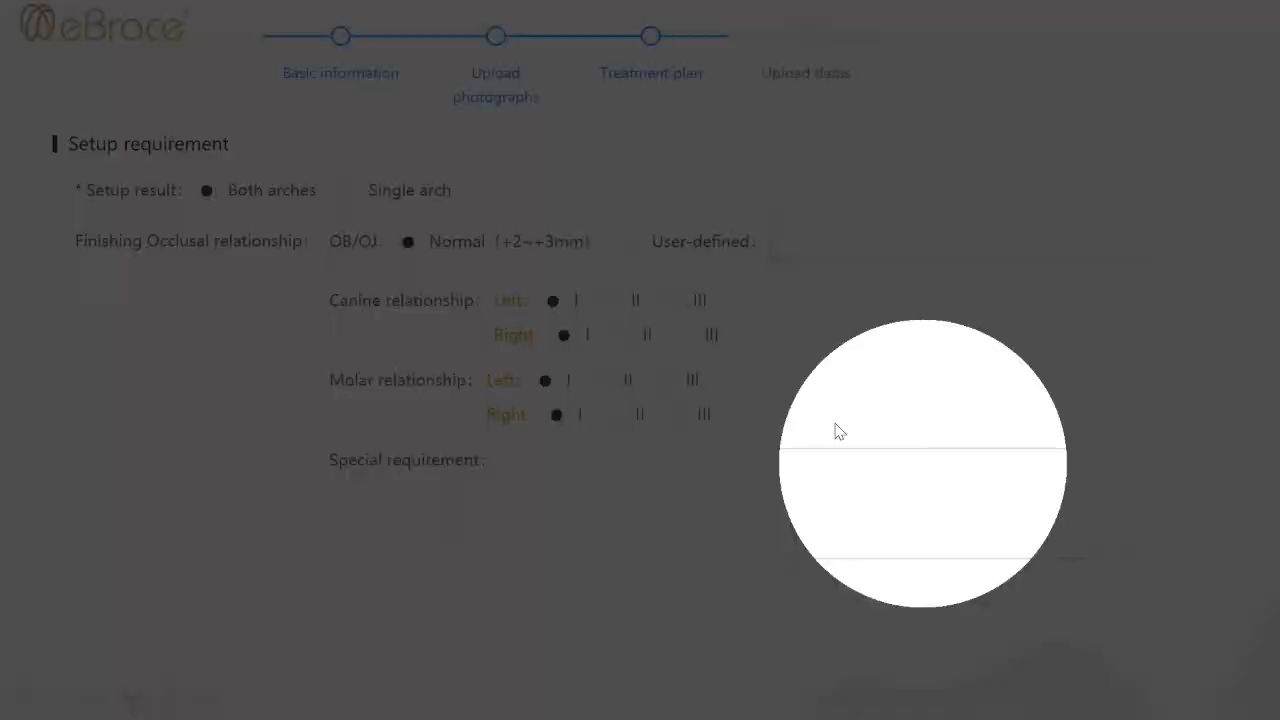 eBrace
Basic information
Upload photographs
Treatment plan
Upload datas
Setup requirement
* Setup result: Both arches Single arch
Finishing Occlusal relationship: OB/OJ: Normal (+2~+3mm) User-defined:
Canine relationship: Left: I II III
Right: I II III
Molar relationship: Left: I II III
Right: I II III
Special requirement: